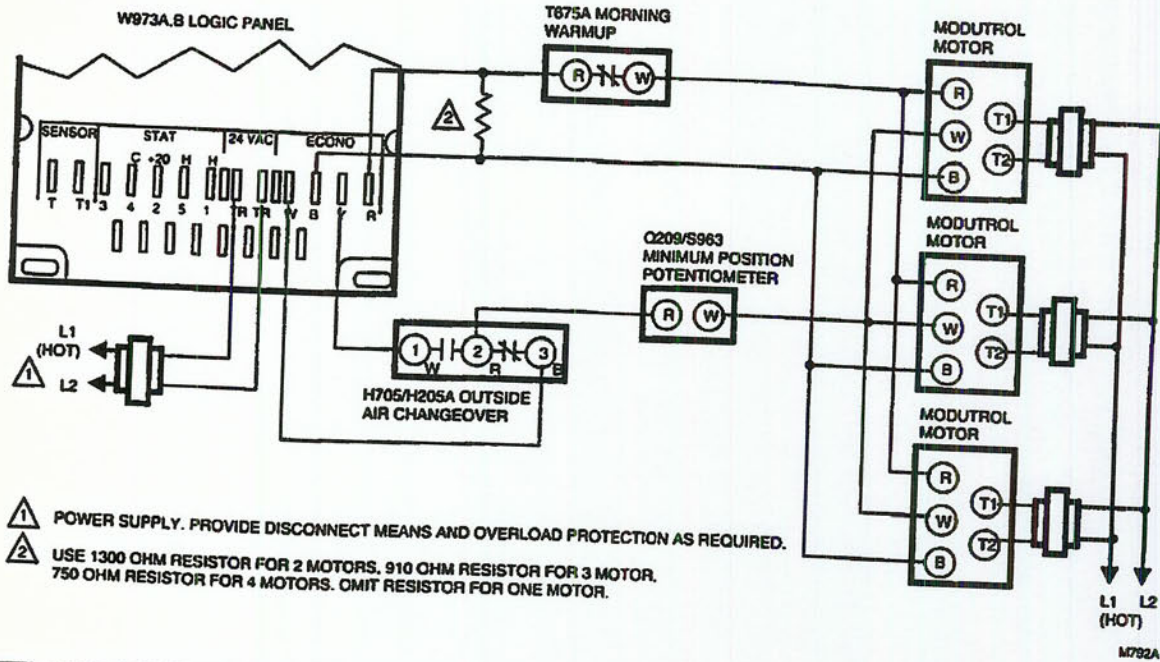 W973A.B LOGIC PANEL
T675A MORNING
WARMUP
R W
MODUTROL
MOTOR
R
W
B
T1
T2
2
SENSOR STAT 24 VAC ECONO
C +20 H H
T T1 3 4 2 5 1 TR TR W B Y R
Q209/S963
MINIMUM POSITION
POTENTIOMETER
R W
MODUTROL
MOTOR
R
W
B
T1
T2
L1
(HOT)
L2
1
1 2 3
W R B
H705/H205A OUTSIDE
AIR CHANGEOVER
MODUTROL
MOTOR
R
W
B
T1
T2
1 POWER SUPPLY. PROVIDE DISCONNECT MEANS AND OVERLOAD PROTECTION AS REQUIRED.
2 USE 1300 OHM RESISTOR FOR 2 MOTORS. 910 OHM RESISTOR FOR 3 MOTOR.
750 OHM RESISTOR FOR 4 MOTORS. OMIT RESISTOR FOR ONE MOTOR.
L1 L2
(HOT)
M792A